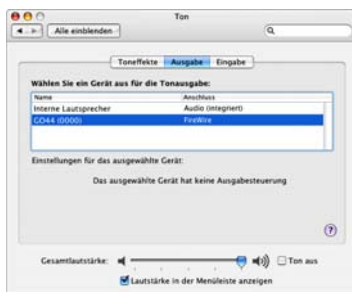 Ton
Alle einblenden
Toneffekte Ausgabe Eingabe
Wählen Sie ein Gerät aus für die Tonausgabe:
Name Anschluss
Interne Lautsprecher Audio (integriert)
GO44 (0000) FireWire
Einstellungen für das ausgewählte Gerät:
Das ausgewählte Gerät hat keine Ausgabesteuerung
?
Gesamtlautstärke: Ton aus
Lautstärke in der Menüleiste anzeigen